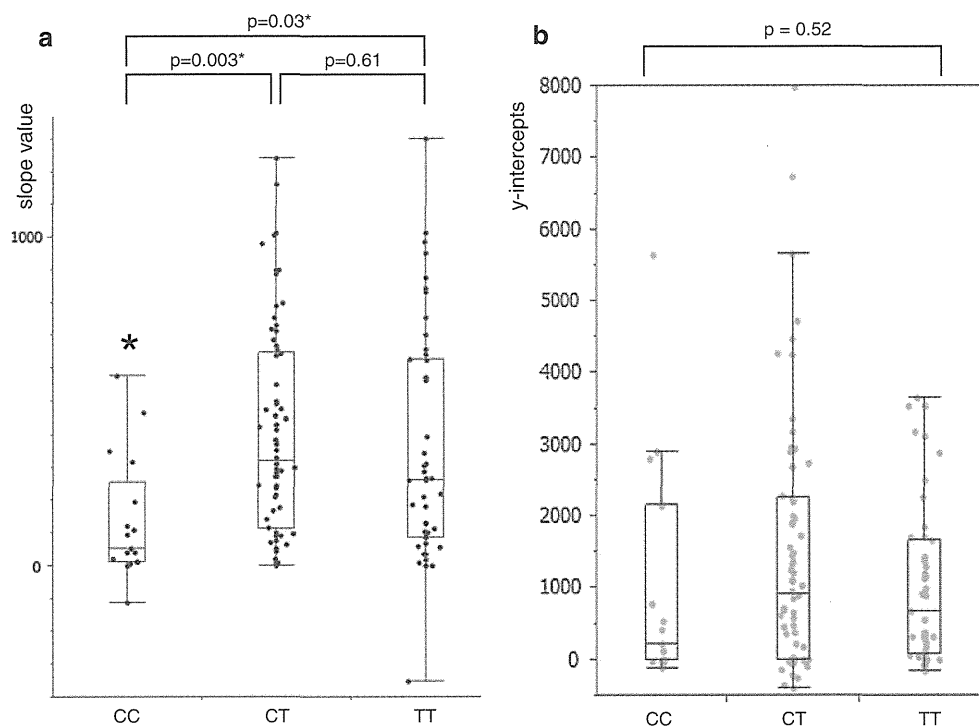 a
p=0.03*
p=0.003*
p=0.61
slope value
1000
0
*
CC
CT
TT
b
p = 0.52
y-intercepts
8000
7000
6000
5000
4000
3000
2000
1000
0
CC
CT
TT